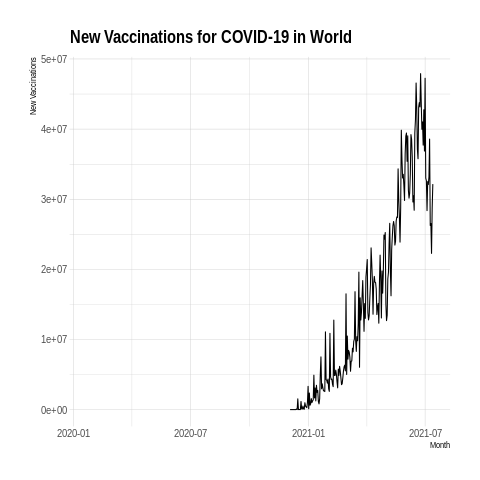 New Vaccinations for COVID-19 in World
New Vaccinations
5e+07
4e+07
3e+07
2e+07
1e+07
0e+00
2020-01 2020-07 2021-01 2021-07
Month